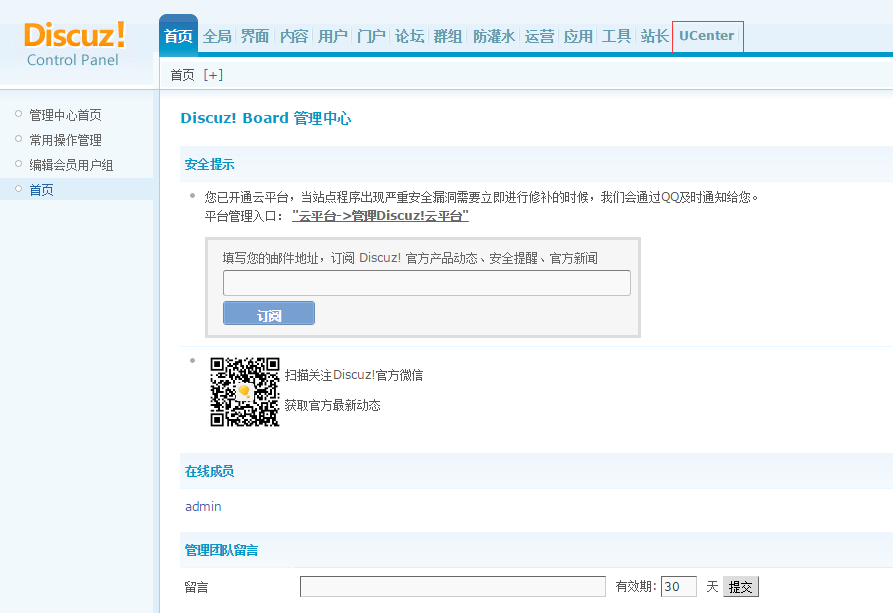 Discuz!
Control Panel
首页 全局 界面 内容 用户 门户 论坛 群组 防灌水 运营 应用 工具 站长 UCenter
首页 [+]
管理中心首页
常用操作管理
编辑会员用户组
首页
Discuz! Board 管理中心
安全提示
您已开通云平台，当站点程序出现严重安全漏洞需要立即进行修补的时候，我们会通过QQ及时通知给您。
平台管理入口： "云平台->管理Discuz!云平台"
填写您的邮件地址，订阅 Discuz! 官方产品动态、安全提醒、官方新闻
订阅
扫描关注Discuz!官方微信
获取官方最新动态
在线成员
admin
管理团队留言
留言 有效期: 30 天 提交